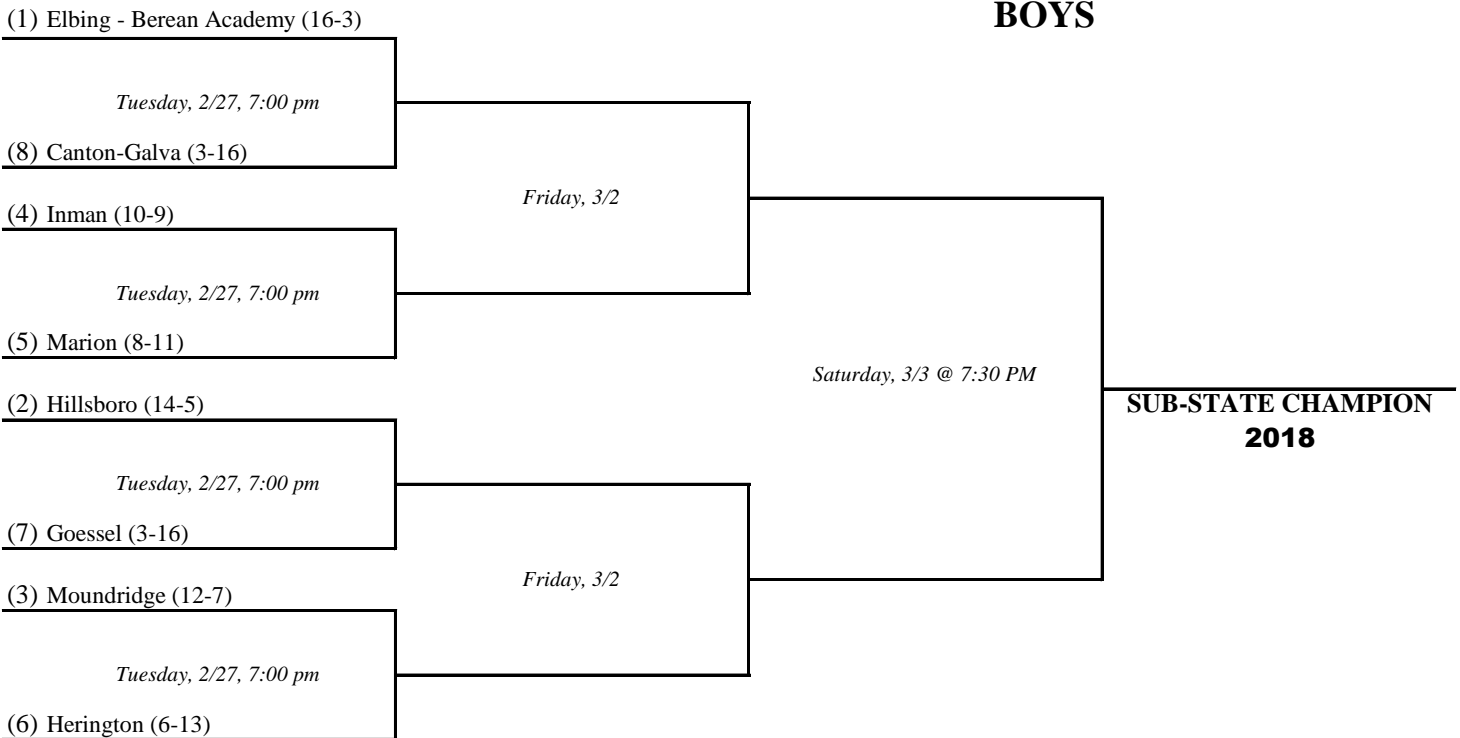 BOYS
(1) Elbing - Berean Academy (16-3)
Tuesday, 2/27, 7:00 pm
(8) Canton-Galva (3-16)
Friday, 3/2
(4) Inman (10-9)
Tuesday, 2/27, 7:00 pm
(5) Marion (8-11)
Saturday, 3/3 @ 7:30 PM
SUB-STATE CHAMPION
2018
(2) Hillsboro (14-5)
Tuesday, 2/27, 7:00 pm
(7) Goessel (3-16)
Friday, 3/2
(3) Moundridge (12-7)
Tuesday, 2/27, 7:00 pm
(6) Herington (6-13)